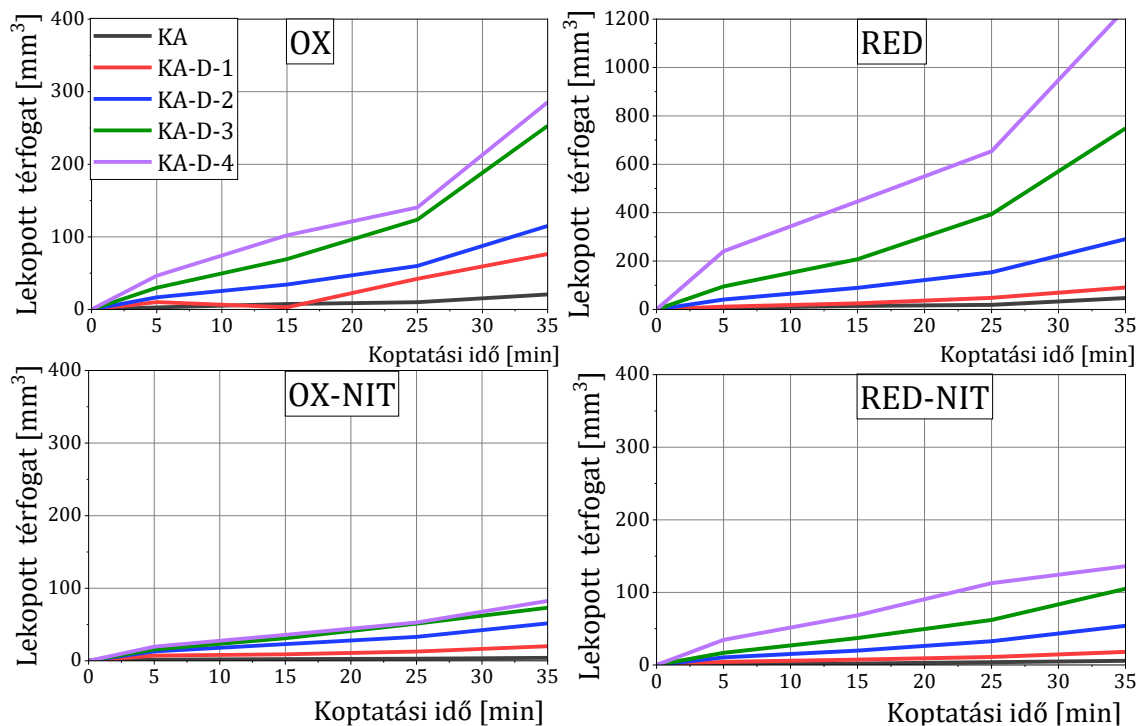 OX
Lekopott térfogat [mm³]
400
300
200
100
0
KA
KA-D-1
KA-D-2
KA-D-3
KA-D-4
0 5 10 15 20 25 30 35
Koptatási idő [min]
RED
Lekopott térfogat [mm³]
1200
1000
800
600
400
200
0
0 5 10 15 20 25 30 35
Koptatási idő [min]
OX-NIT
Lekopott térfogat [mm³]
400
300
200
100
0
0 5 10 15 20 25 30 35
Koptatási idő [min]
RED-NIT
Lekopott térfogat [mm³]
400
300
200
100
0
0 5 10 15 20 25 30 35
Koptatási idő [min]